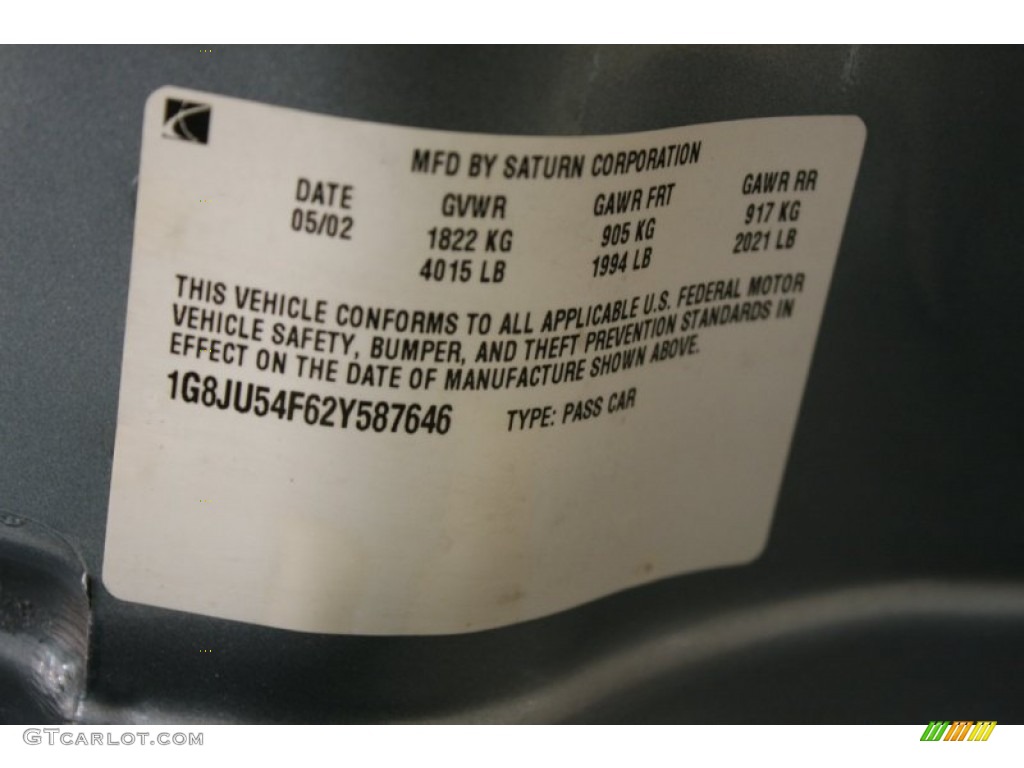 MFD BY SATURN CORPORATION
DATE GVWR GAWR FRT GAWR RR
05/02 1822 KG 905 KG 917 KG
4015 LB 1994 LB 2021 LB
THIS VEHICLE CONFORMS TO ALL APPLICABLE U.S. FEDERAL MOTOR
VEHICLE SAFETY, BUMPER, AND THEFT PREVENTION STANDARDS IN
EFFECT ON THE DATE OF MANUFACTURE SHOWN ABOVE.
1G8JU54F62Y587646 TYPE: PASS CAR
GTCARLOT.COM